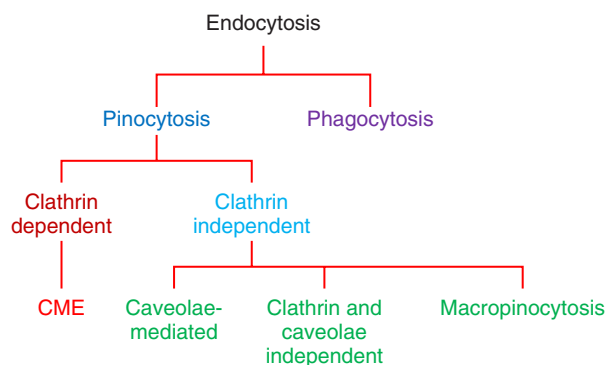 Endocytosis
Pinocytosis
Phagocytosis
Clathrin
dependent
Clathrin
independent
CME
Caveolae-
mediated
Clathrin and
caveolae
independent
Macropinocytosis